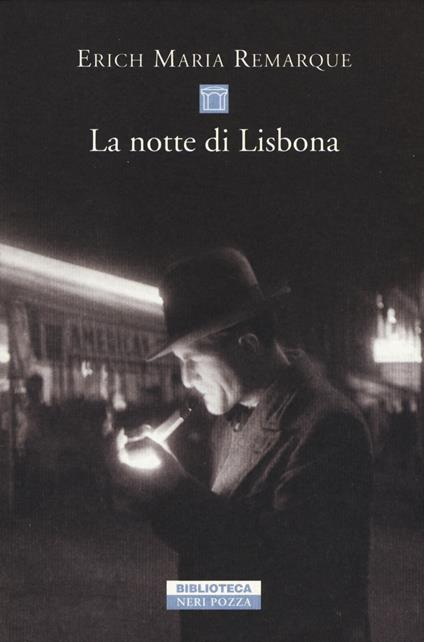 ERICH MARIA REMARQUE
La notte di Lisbona
AMERICAN
BIBLIOTECA
NERI POZZA